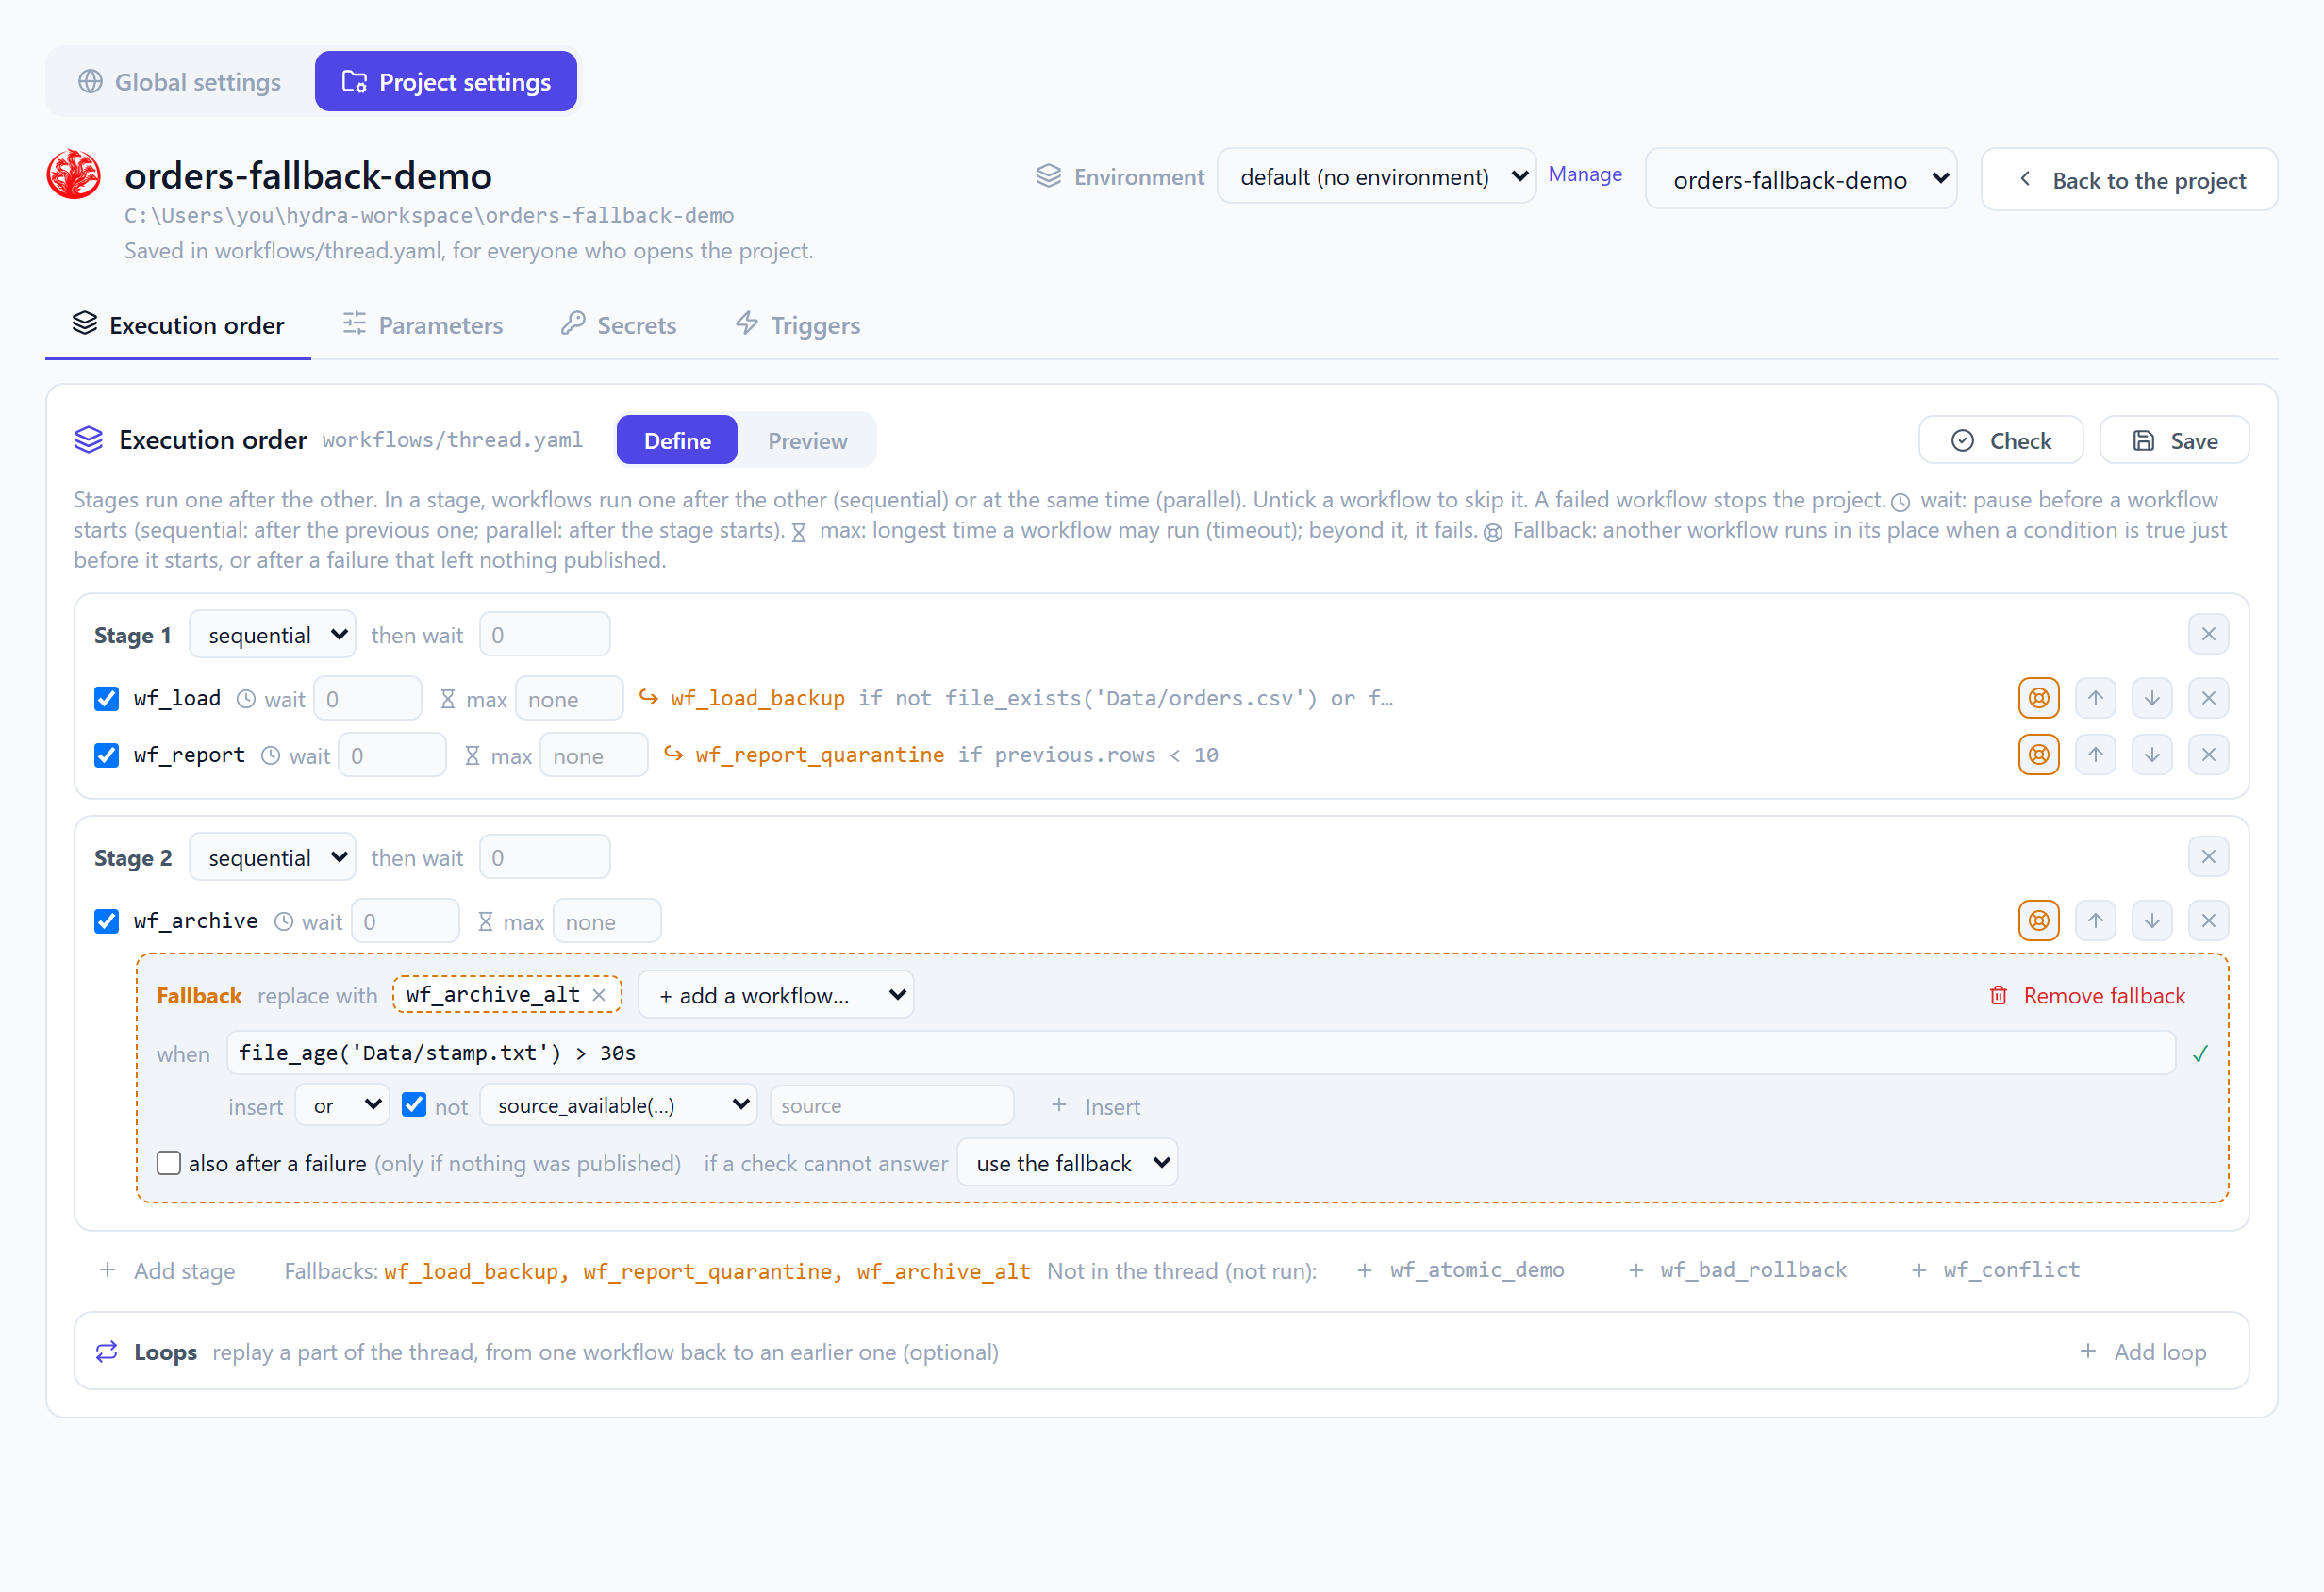 Global settings
Project settings
orders-fallback-demo
C:\Users\you\hydra-workspace\orders-fallback-demo
Saved in workflows/thread.yaml, for everyone who opens the project.
Environment
default (no environment)
Manage
orders-fallback-demo
Back to the project
Execution order
Parameters
Secrets
Triggers
Execution order workflows/thread.yaml
Define
Preview
Check
Save
Stages run one after the other. In a stage, workflows run one after the other (sequential) or at the same time (parallel). Untick a workflow to skip it. A failed workflow stops the project. wait: pause before a workflow
starts (sequential: after the previous one; parallel: after the stage starts). max: longest time a workflow may run (timeout); beyond it, it fails. Fallback: another workflow runs in its place when a condition is true just
before it starts, or after a failure that left nothing published.
Stage 1 sequential then wait 0
wf_load wait 0 max none wf_load_backup if not file_exists('Data/orders.csv') or f…
wf_report wait 0 max none wf_report_quarantine if previous.rows < 10
Stage 2 sequential then wait 0
wf_archive wait 0 max none
Fallback replace with wf_archive_alt × + add a workflow... Remove fallback
when file_age('Data/stamp.txt') > 30s ✓
insert or not source_available(...) source + Insert
also after a failure (only if nothing was published) if a check cannot answer use the fallback
+ Add stage Fallbacks: wf_load_backup, wf_report_quarantine, wf_archive_alt Not in the thread (not run): + wf_atomic_demo + wf_bad_rollback + wf_conflict
Loops replay a part of the thread, from one workflow back to an earlier one (optional) + Add loop